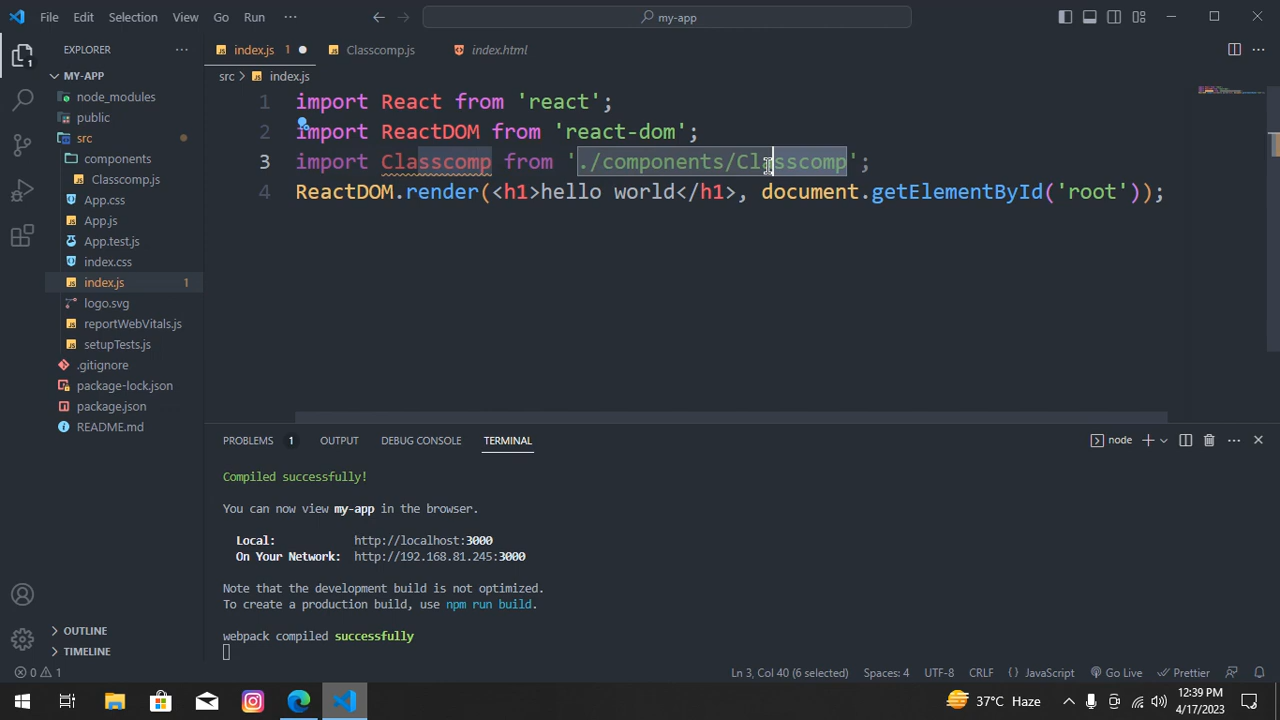 File Edit Selection View Go Run ··· my-app
EXPLORER ···
index.js 1
Classcomp.js
index.html
MY-APP
node_modules
public
src
components
Classcomp.js
App.css
App.js
App.test.js
index.css
index.js 1
logo.svg
reportWebVitals.js
setupTests.js
.gitignore
package-lock.json
package.json
README.md
OUTLINE
TIMELINE
src > index.js
1 import React from 'react';
2 import ReactDOM from 'react-dom';
3 import Classcomp from './components/Classcomp';
4 ReactDOM.render(<h1>hello world</h1>, document.getElementById('root'));
PROBLEMS 1 OUTPUT DEBUG CONSOLE TERMINAL node
Compiled successfully!
You can now view my-app in the browser.
Local: http://localhost:3000
On Your Network: http://192.168.81.245:3000
Note that the development build is not optimized.
To create a production build, use npm run build.
webpack compiled successfully
0 1 Ln 3, Col 40 (6 selected) Spaces: 4 UTF-8 CRLF {} JavaScript Go Live Prettier
37°C Haze
12:39 PM
4/17/2023